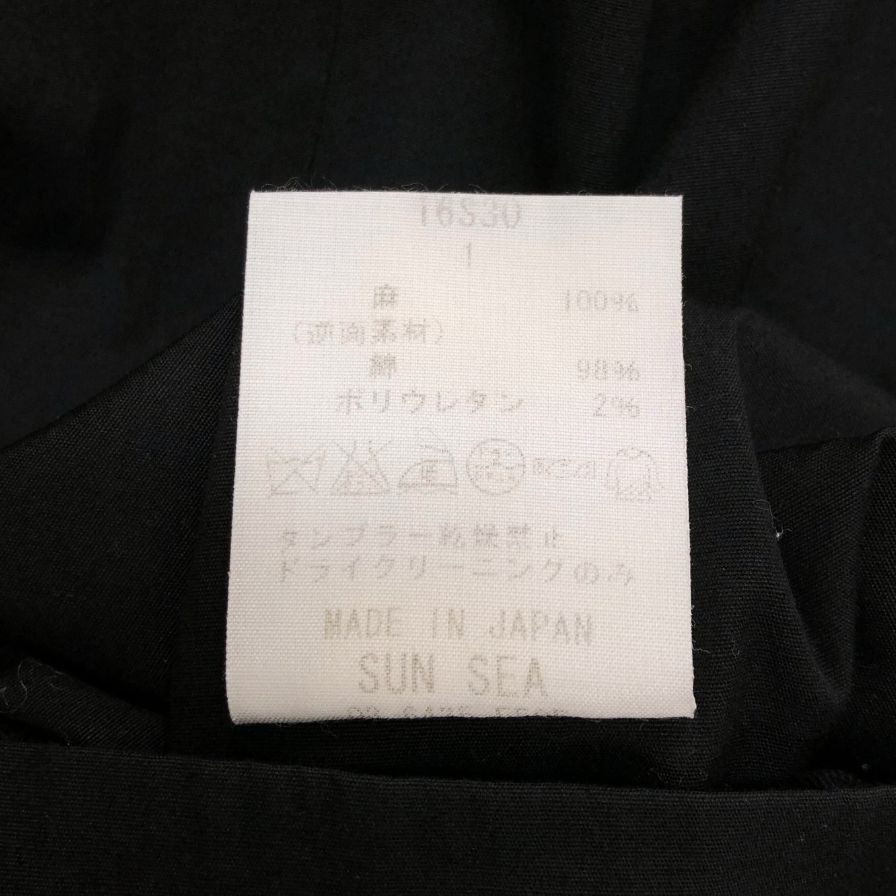 16S30
1
麻 100%
(逆面素材)
綿 98%
ポリウレタン 2%
タンブラー乾燥禁止
ドライクリーニングのみ
MADE IN JAPAN
SUN SEA